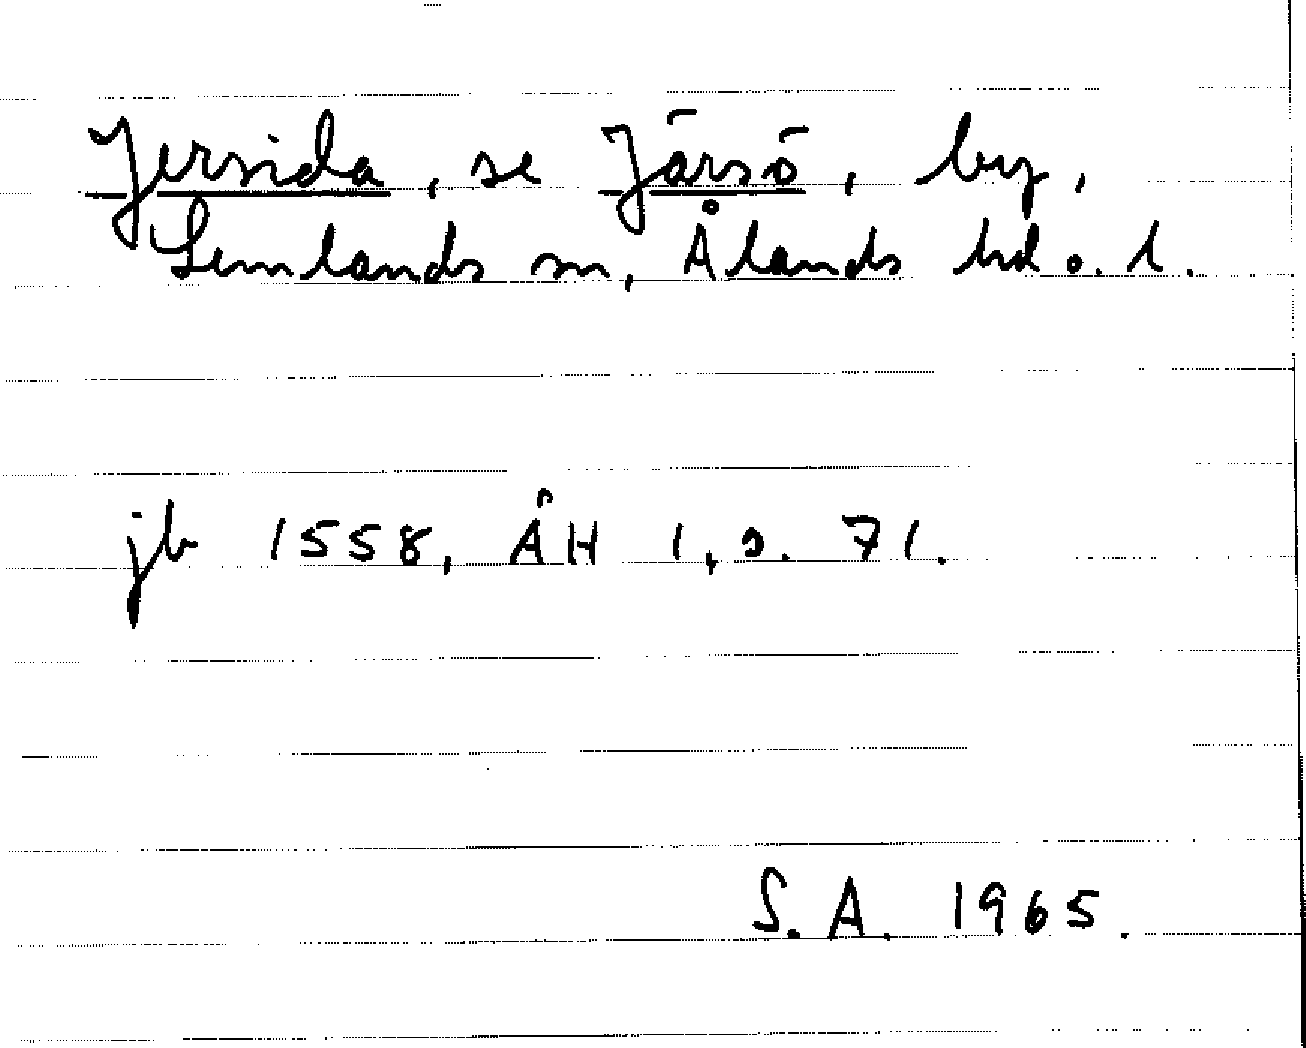 Jersida, se Järsö, by,
Lemlands sn, Ålands hd o. l.
jb 1558, ÅH 1, s. 71.
S. A. 1965.